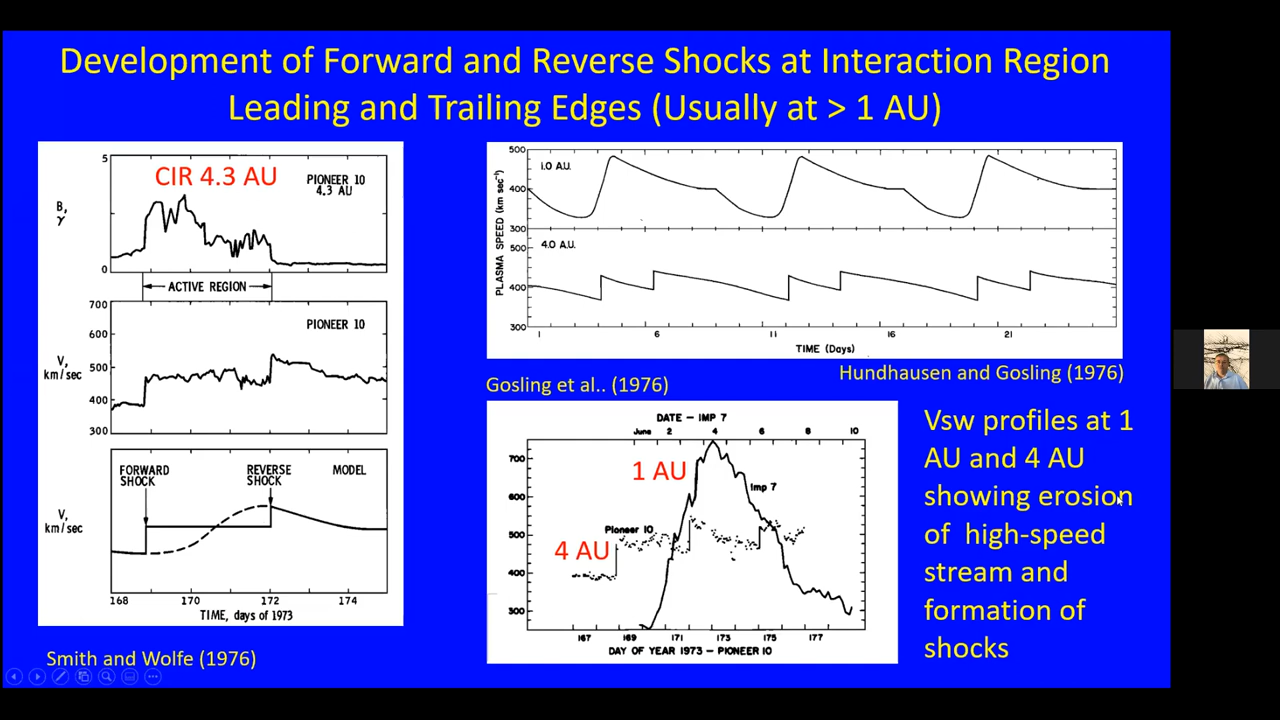 Development of Forward and Reverse Shocks at Interaction Region
Leading and Trailing Edges (Usually at > 1 AU)
CIR 4.3 AU
PIONEER 10
4.3 AU
5
B,
γ
0
ACTIVE REGION
700
600
500
400
300
V,
km/sec
PIONEER 10
FORWARD
SHOCK
REVERSE
SHOCK
MODEL
V,
km/sec
168
170
172
174
TIME, days of 1973
Smith and Wolfe (1976)
500
400
300
500
400
300
1.0 A.U.
4.0 A.U.
PLASMA SPEED (km sec⁻¹)
1
6
11
16
21
TIME (Days)
Gosling et al.. (1976)
Hundhausen and Gosling (1976)
DATE – IMP 7
June
2
4
6
8
10
700
600
500
400
300
1 AU
Imp 7
Pioneer 10
4 AU
167
169
171
173
175
177
DAY OF YEAR 1973 – PIONEER 10
Vsw profiles at 1
AU and 4 AU
showing erosion
of high-speed
stream and
formation of
shocks